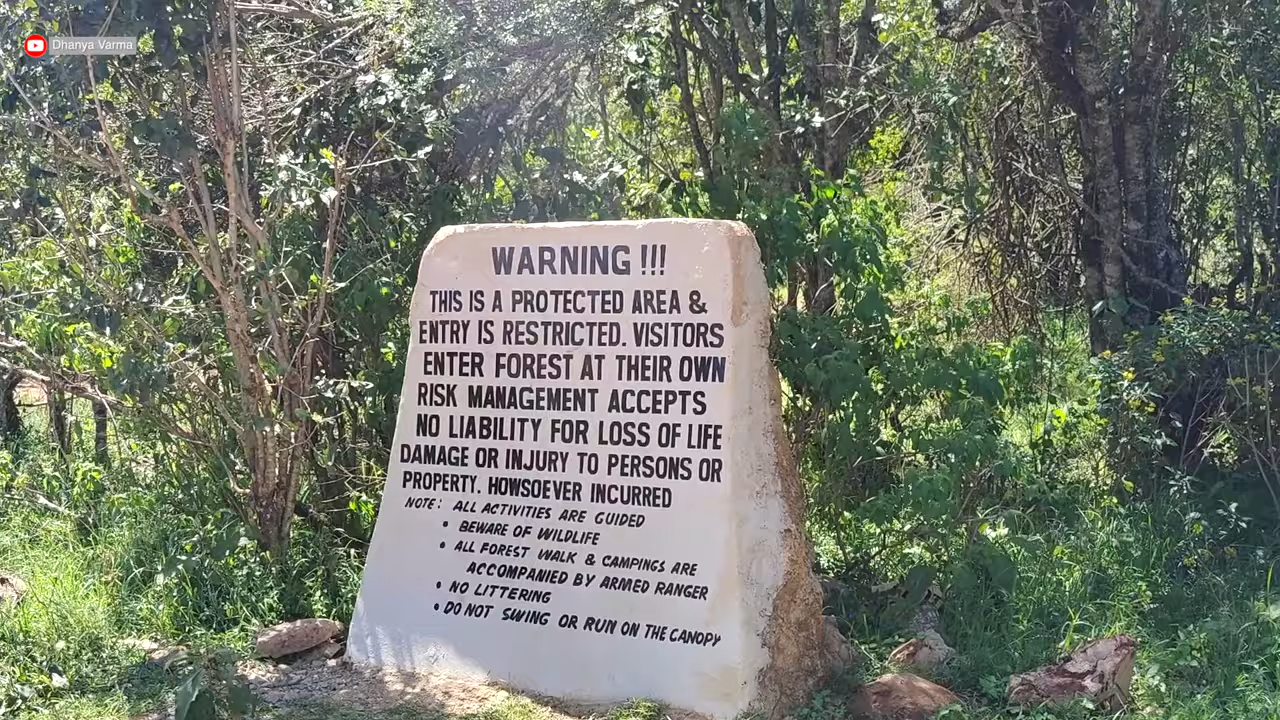 Dhanya Varma
WARNING !!!
THIS IS A PROTECTED AREA &
ENTRY IS RESTRICTED. VISITORS
ENTER FOREST AT THEIR OWN
RISK MANAGEMENT ACCEPTS
NO LIABILITY FOR LOSS OF LIFE
DAMAGE OR INJURY TO PERSONS OR
PROPERTY. HOWSOEVER INCURRED
NOTE: ALL ACTIVITIES ARE GUIDED
• BEWARE OF WILDLIFE
• ALL FOREST WALK & CAMPINGS ARE
ACCOMPANIED BY ARMED RANGER
• NO LITTERING
• DO NOT SWING OR RUN ON THE CANOPY